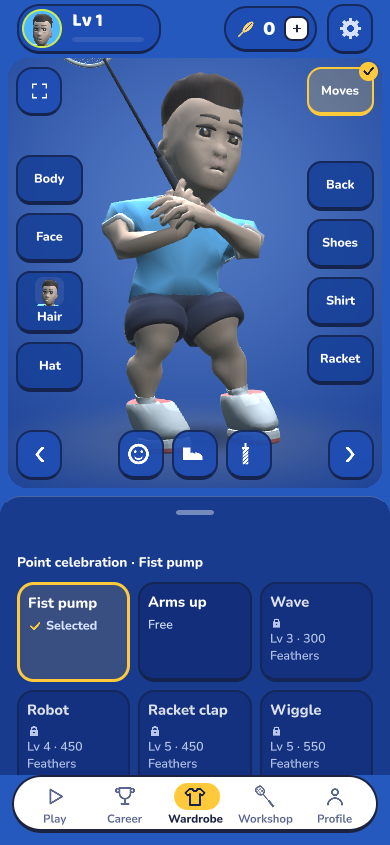 Lv 1
0
+
Moves
Body
Back
Face
Shoes
Hair
Shirt
Hat
Racket
Point celebration · Fist pump
Fist pump
Selected
Arms up
Free
Wave
Lv 3 · 300
Feathers
Robot
Lv 4 · 450
Feathers
Racket clap
Lv 5 · 450
Feathers
Wiggle
Lv 5 · 550
Feathers
Play
Career
Wardrobe
Workshop
Profile